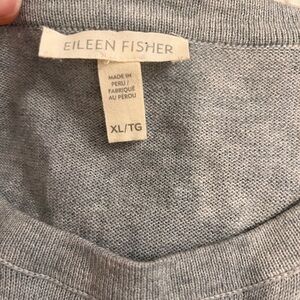 EILEEN FISHER
MADE IN
PERU /
FABRIQUÉ
AU PÉROU
XL/TG